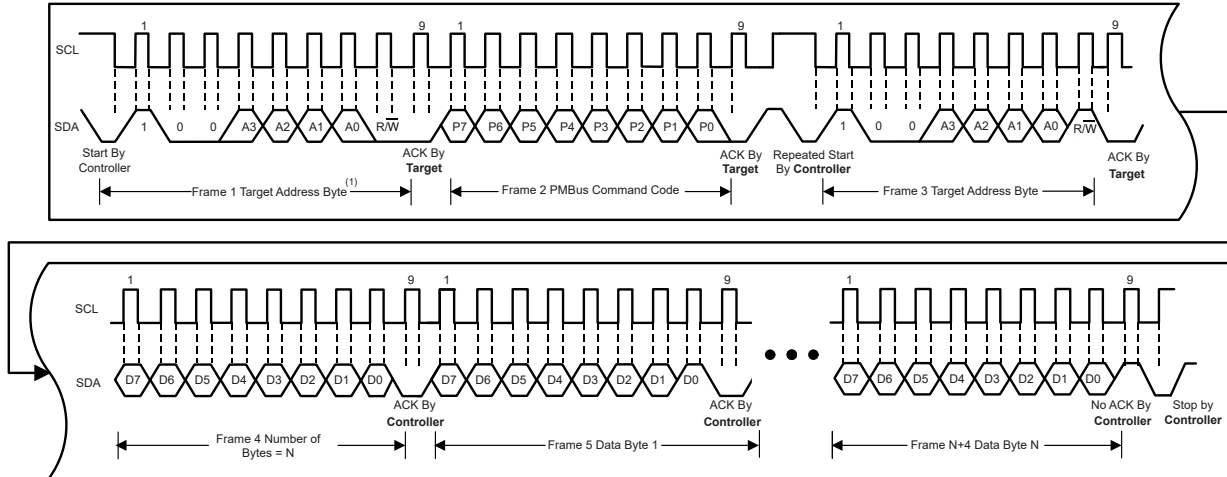 1 9 1 9 1 9
SCL
SDA
1 0 0 A3 A2 A1 A0 R/W̅ P7 P6 P5 P4 P3 P2 P1 P0 1 0 0 A3 A2 A1 A0 R/W̅
Start By
Controller
ACK By
Target
ACK By
Target
Repeated Start
By Controller
ACK By
Target
Frame 1 Target Address Byte(1)
Frame 2 PMBus Command Code
Frame 3 Target Address Byte
1 9 1 9 1 9
SCL
SDA
D7 D6 D5 D4 D3 D2 D1 D0 D7 D6 D5 D4 D3 D2 D1 D0 D7 D6 D5 D4 D3 D2 D1 D0
ACK By
Controller
ACK By
Controller
No ACK By
Controller
Stop by
Controller
Frame 4 Number of
Bytes = N
Frame 5 Data Byte 1
Frame N+4 Data Byte N